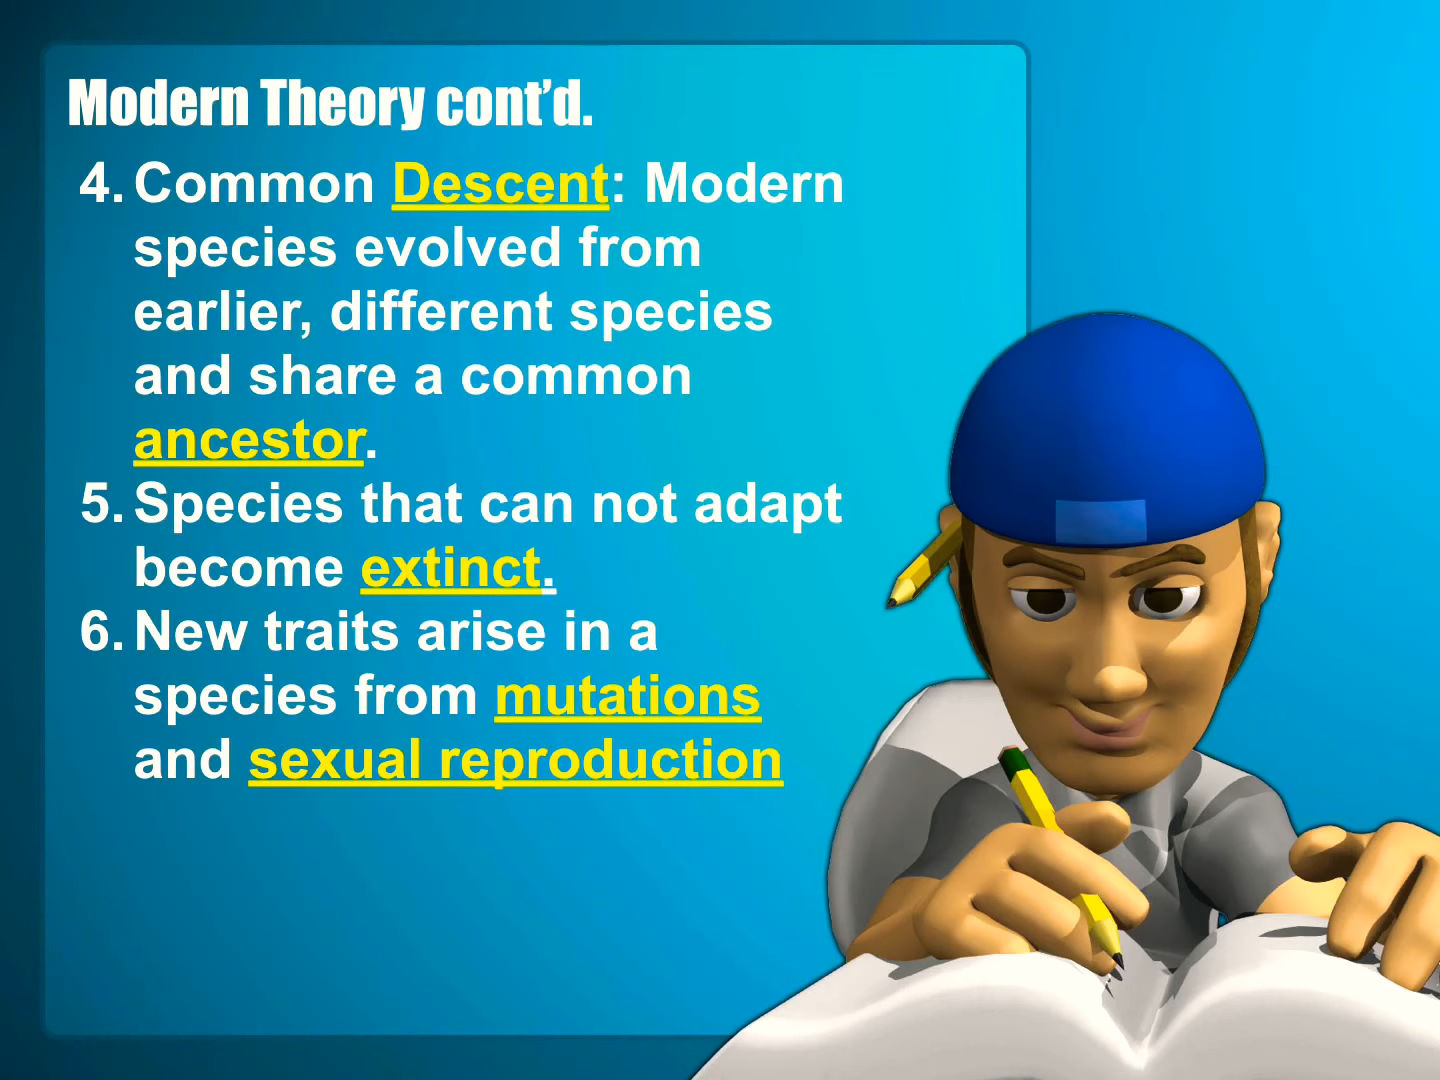 Modern Theory cont’d.
4. Common Descent: Modern
species evolved from
earlier, different species
and share a common
ancestor.
5. Species that can not adapt
become extinct.
6. New traits arise in a
species from mutations
and sexual reproduction